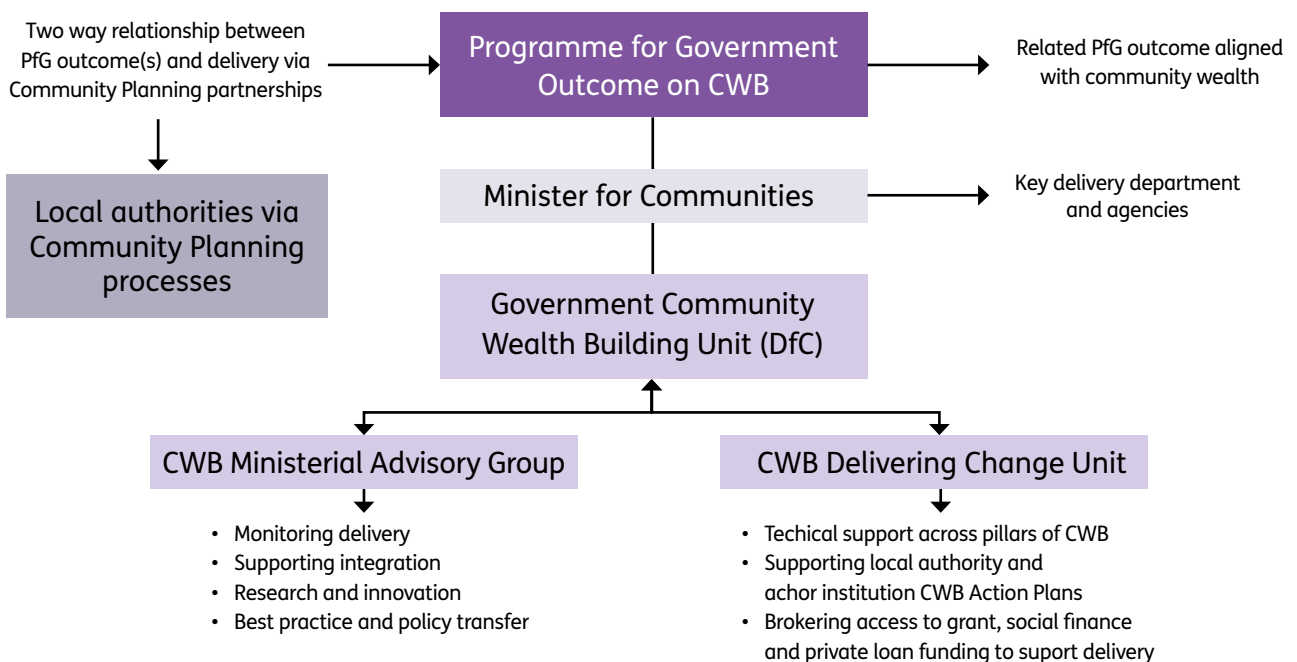 Two way relationship between
PfG outcome(s) and delivery via
Community Planning partnerships
Programme for Government
Outcome on CWB
Related PfG outcome aligned
with community wealth
Local authorities via
Community Planning
processes
Minister for Communities
Key delivery department
and agencies
Government Community
Wealth Building Unit (DfC)
CWB Ministerial Advisory Group
• Monitoring delivery
• Supporting integration
• Research and innovation
• Best practice and policy transfer
CWB Delivering Change Unit
• Techical support across pillars of CWB
• Supporting local authority and
achor institution CWB Action Plans
• Brokering access to grant, social finance
and private loan funding to suport delivery